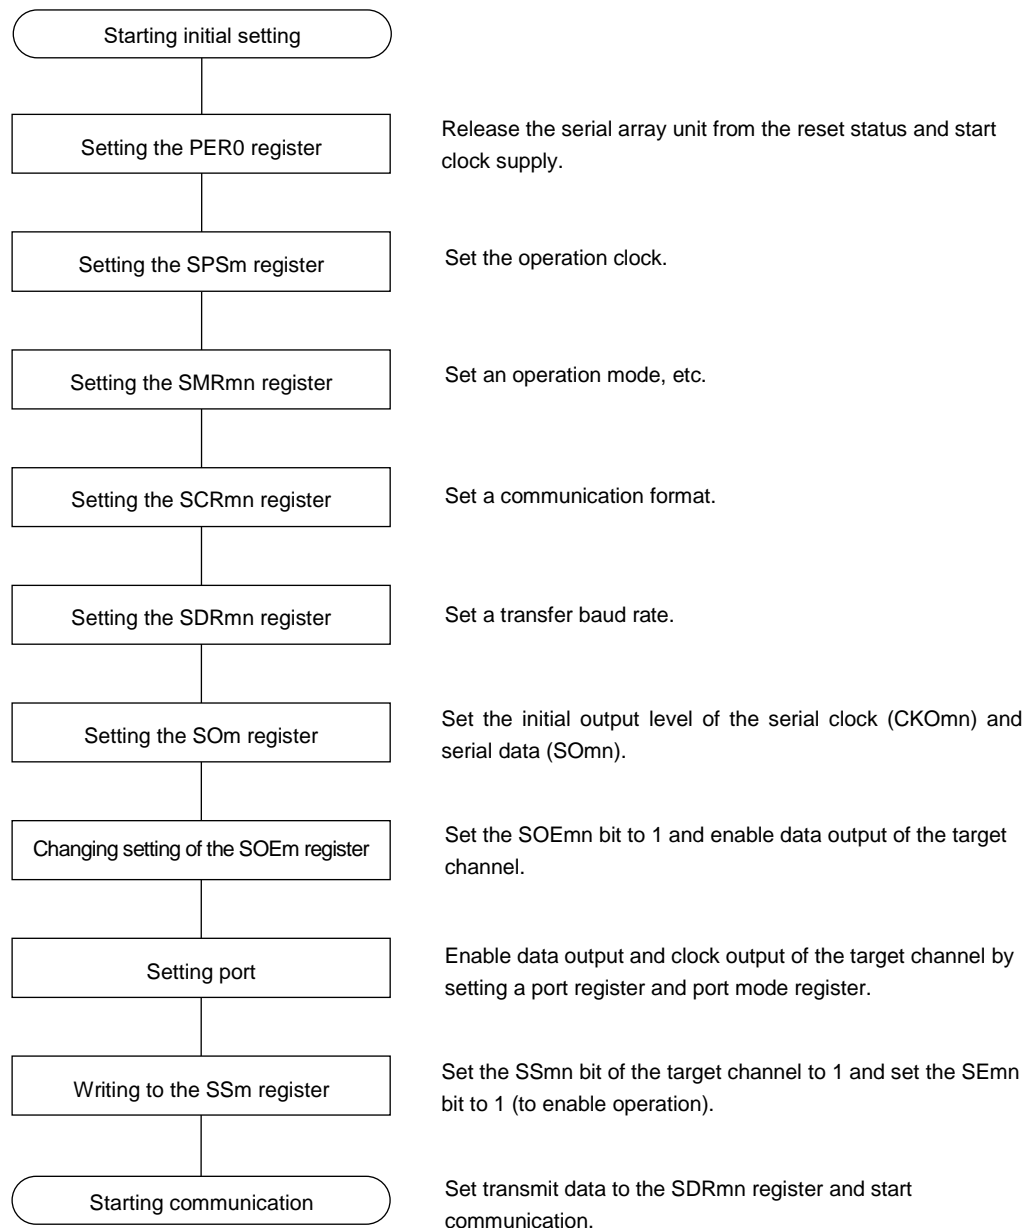 Starting initial setting
Setting the PER0 register
Release the serial array unit from the reset status and start
clock supply.
Setting the SPSm register
Set the operation clock.
Setting the SMRmn register
Set an operation mode, etc.
Setting the SCRmn register
Set a communication format.
Setting the SDRmn register
Set a transfer baud rate.
Setting the SOm register
Set the initial output level of the serial clock (CKOmn) and
serial data (SOmn).
Changing setting of the SOEm register
Set the SOEmn bit to 1 and enable data output of the target
channel.
Setting port
Enable data output and clock output of the target channel by
setting a port register and port mode register.
Writing to the SSm register
Set the SSmn bit of the target channel to 1 and set the SEmn
bit to 1 (to enable operation).
Starting communication
Set transmit data to the SDRmn register and start
communication.